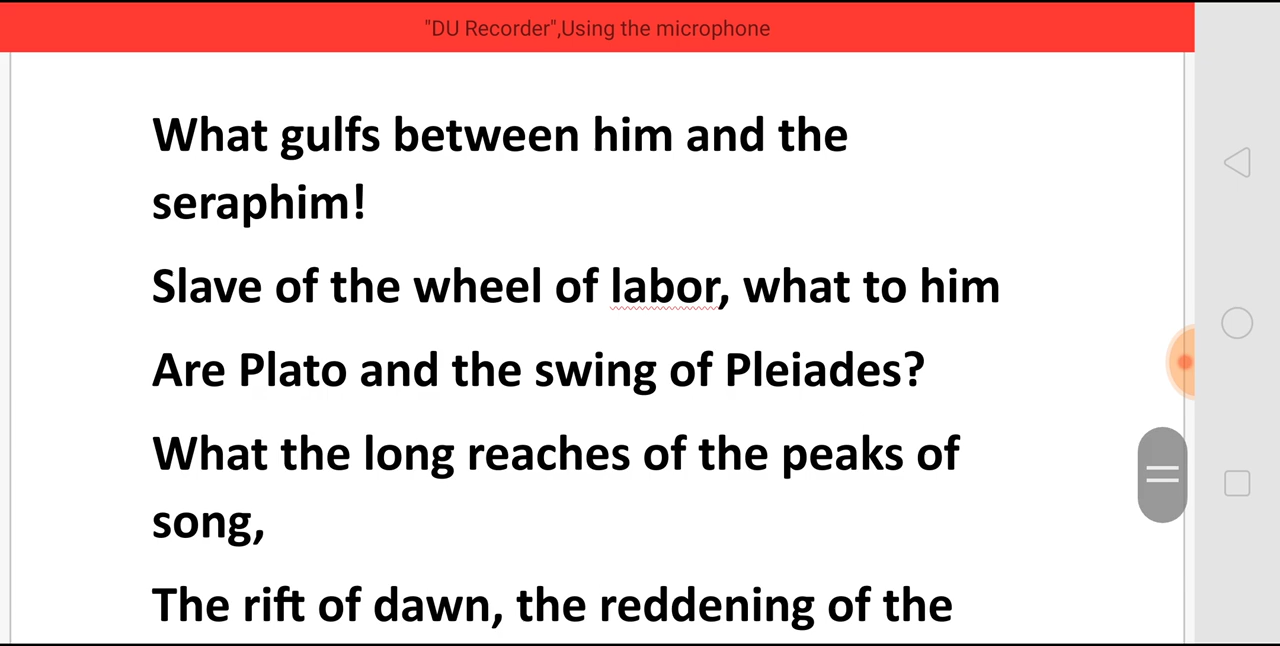 "DU Recorder",Using the microphone
What gulfs between him and the
seraphim!
Slave of the wheel of labor, what to him
Are Plato and the swing of Pleiades?
What the long reaches of the peaks of
song,
The rift of dawn, the reddening of the